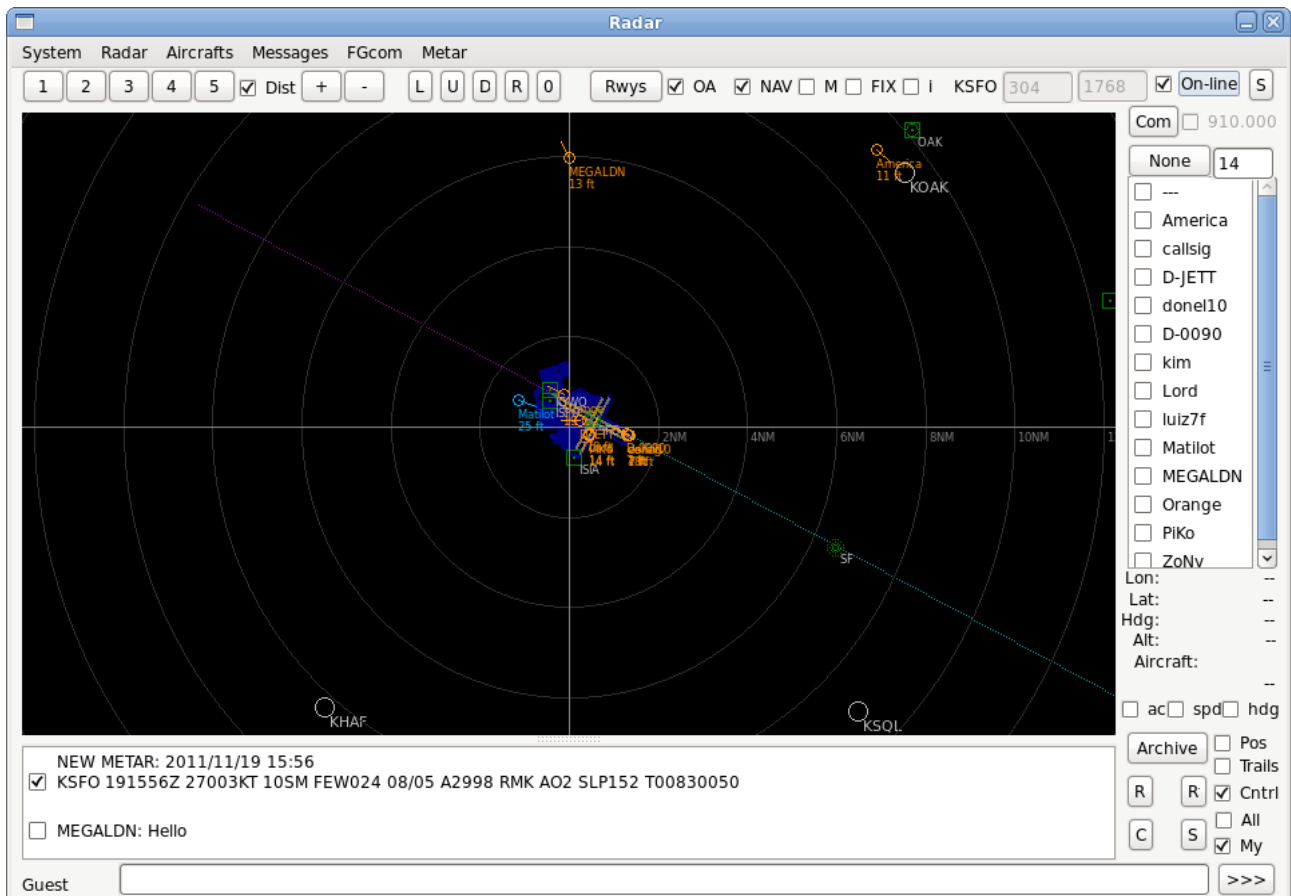 Radar
System Radar Aircrafts Messages FGcom Metar
1 2 3 4 5 Dist + - L U D R 0 Rwys OA NAV M FIX i KSFO 304 1768 On-line S
Com 910.000
None 14
---
America
callsig
D-JETT
donel10
D-0090
kim
Lord
luiz7f
Matilot
MEGALDN
Orange
PiKo
ZoNy
Lon: --
Lat: --
Hdg: --
Alt: --
Aircraft:
--
ac spd hdg
Archive Pos
Trails
R R Cntrl
All
C S My
OAK
America
11 ft
KOAK
MEGALDN
13 ft
Matilot
25 ft
2NM 4NM 6NM 8NM 10NM
14 ft
ISIA
SF
KHAF
KSQL
NEW METAR: 2011/11/19 15:56
KSFO 191556Z 27003KT 10SM FEW024 08/05 A2998 RMK AO2 SLP152 T00830050
MEGALDN: Hello
Guest >>>